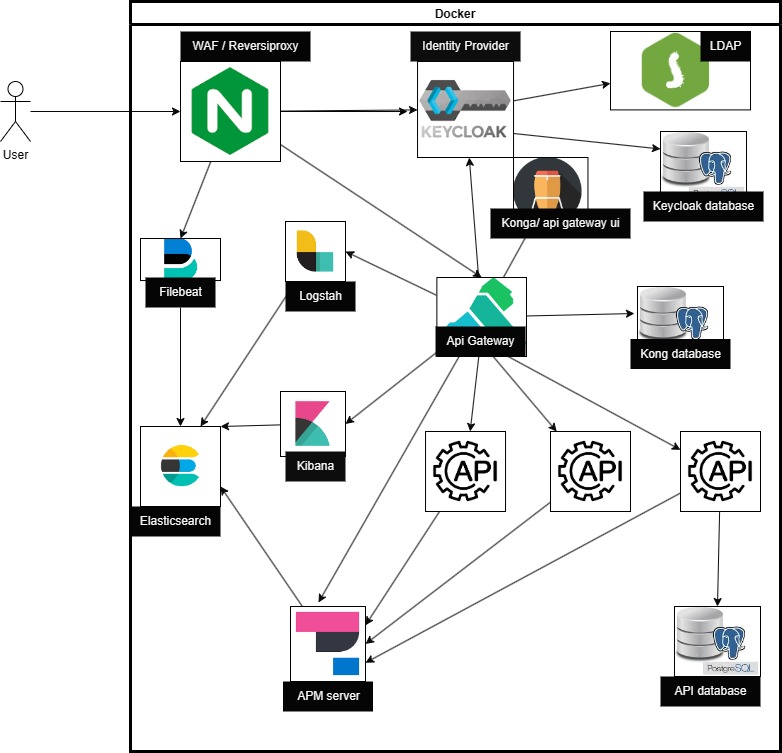 Docker
WAF / Reversiproxy
Identity Provider
LDAP
N
KEYCLOAK
User
Keycloak database
Konga/ api gateway ui
Filebeat
Logstah
Api Gateway
Kong database
Kibana
API
API
API
Elasticsearch
PostgreSQL
APM server
API database